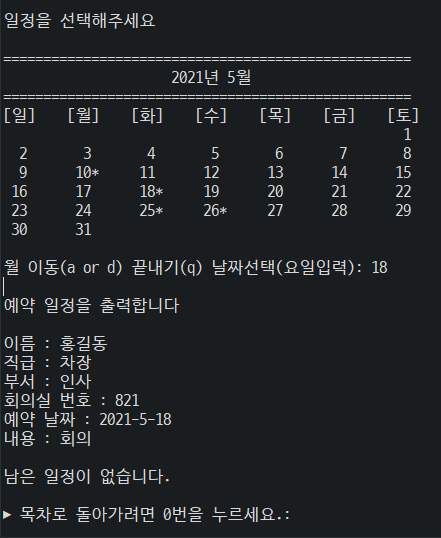 일정을 선택해주세요
===================================================
2021년 5월
===================================================
[일] [월] [화] [수] [목] [금] [토]
1
2 3 4 5 6 7 8
9 10* 11 12 13 14 15
16 17 18* 19 20 21 22
23 24 25* 26* 27 28 29
30 31
월 이동(a or d) 끝내기(q) 날짜선택(요일입력): 18
예약 일정을 출력합니다
이름 : 홍길동
직급 : 차장
부서 : 인사
회의실 번호 : 821
예약 날짜 : 2021-5-18
내용 : 회의
남은 일정이 없습니다.
▶ 목차로 돌아가려면 0번을 누르세요.: